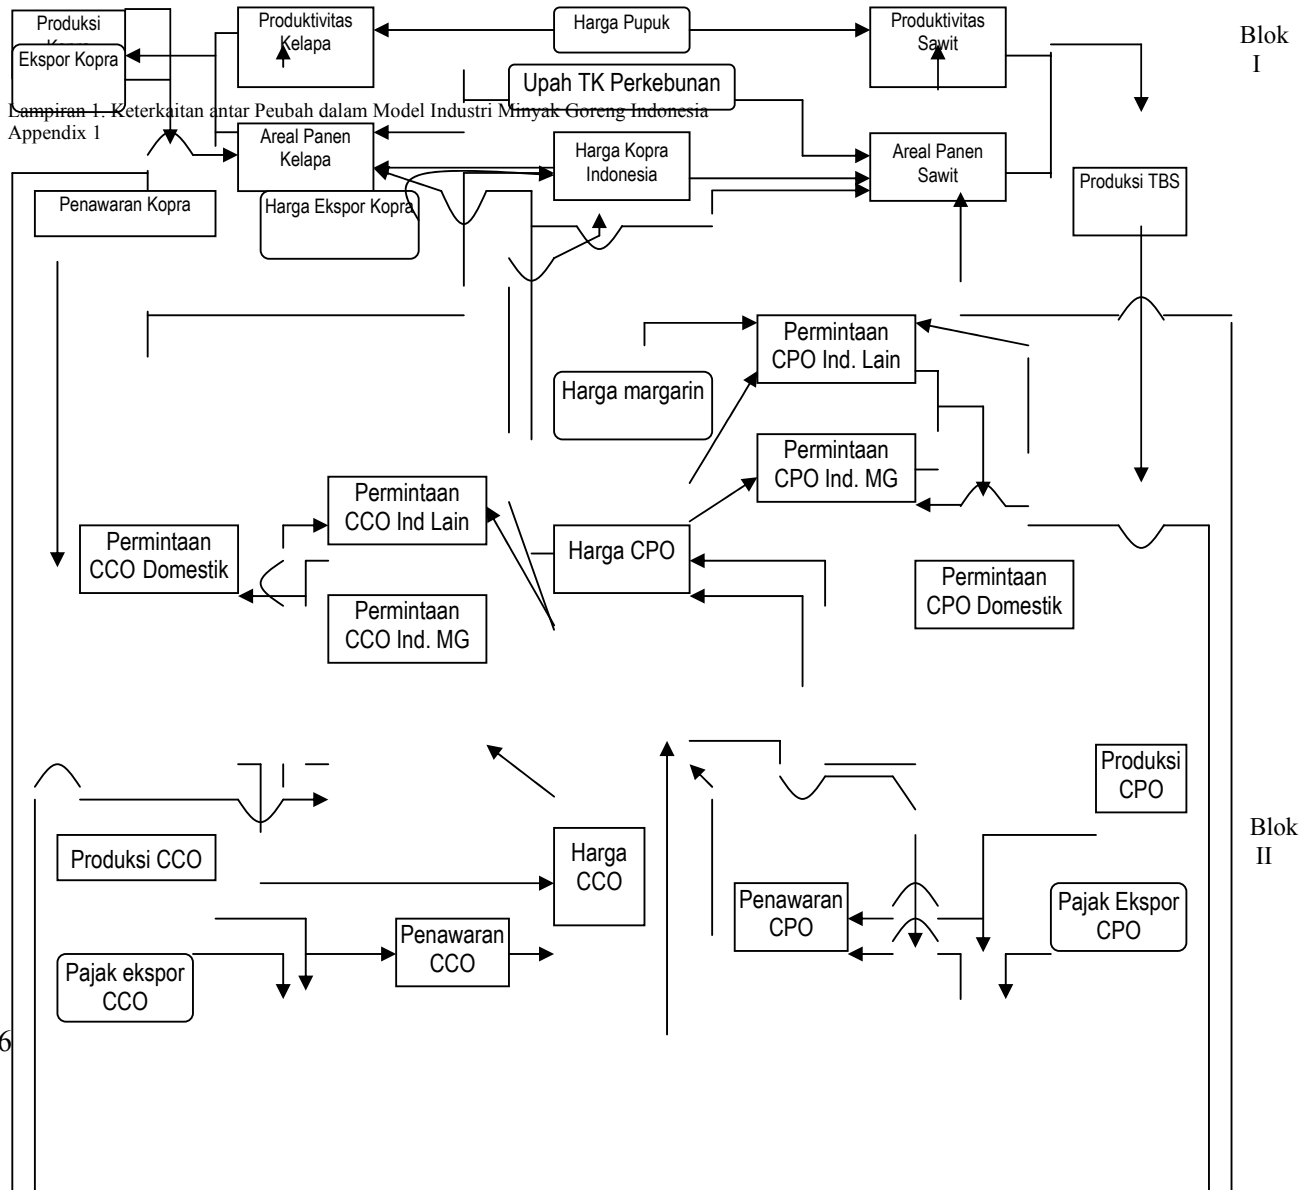 Produksi
Ekspor Kopra
Produktivitas
Kelapa
Harga Pupuk
Produktivitas
Sawit
Blok
I
Upah TK Perkebunan
Lampiran 1. Keterkaitan antar Peubah dalam Model Industri Minyak Goreng Indonesia
Appendix 1
Areal Panen
Kelapa
Harga Kopra
Indonesia
Areal Panen
Sawit
Produksi TBS
Penawaran Kopra
Harga Ekspor Kopra
Permintaan
CPO Ind. Lain
Harga margarin
Permintaan
CPO Ind. MG
Permintaan
CCO Ind Lain
Permintaan
CCO Domestik
Harga CPO
Permintaan
CPO Domestik
Permintaan
CCO Ind. MG
Produksi
CPO
Blok
II
Produksi CCO
Harga
CCO
Penawaran
CPO
Pajak Ekspor
CPO
Penawaran
CCO
Pajak ekspor
CCO
6